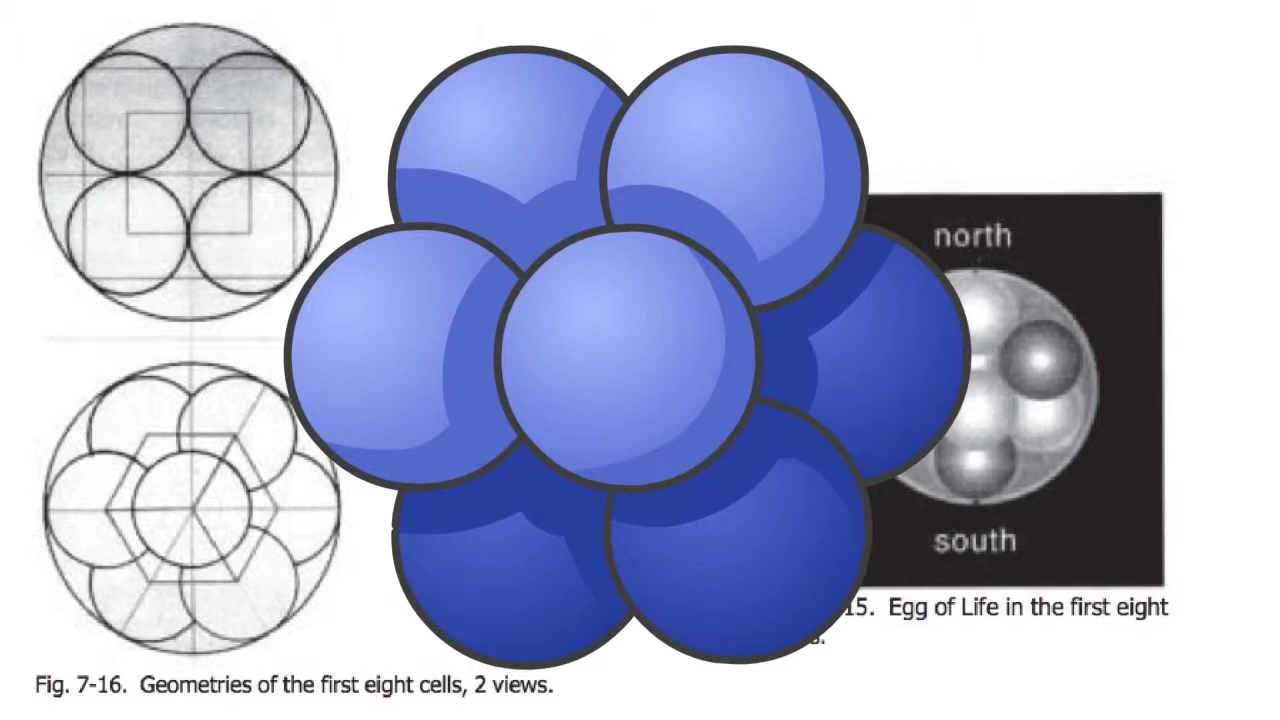 north
south
15. Egg of Life in the first eight
s.
Fig. 7-16. Geometries of the first eight cells, 2 views.